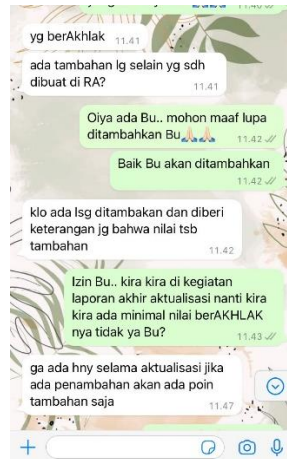 yg berAkhlak 11.41
ada tambahan lg selain yg sdh
dibuat di RA?
11.41
Oiya ada Bu.. mohon maaf lupa
ditambahkan Bu🙏🏻🙏🏻
11.42
Baik Bu akan ditambahkan
11.42
klo ada lsg ditambakan dan diberi
keterangan jg bahwa nilai tsb
tambahan
11.42
Izin Bu.. kira kira di kegiatan
laporan akhir aktualisasi nanti kira
kira ada minimal nilai berAKHLAK
nya tidak ya Bu?
11.43
ga ada hny selama aktualisasi jika
ada penambahan akan ada poin
tambahan saja
11.47